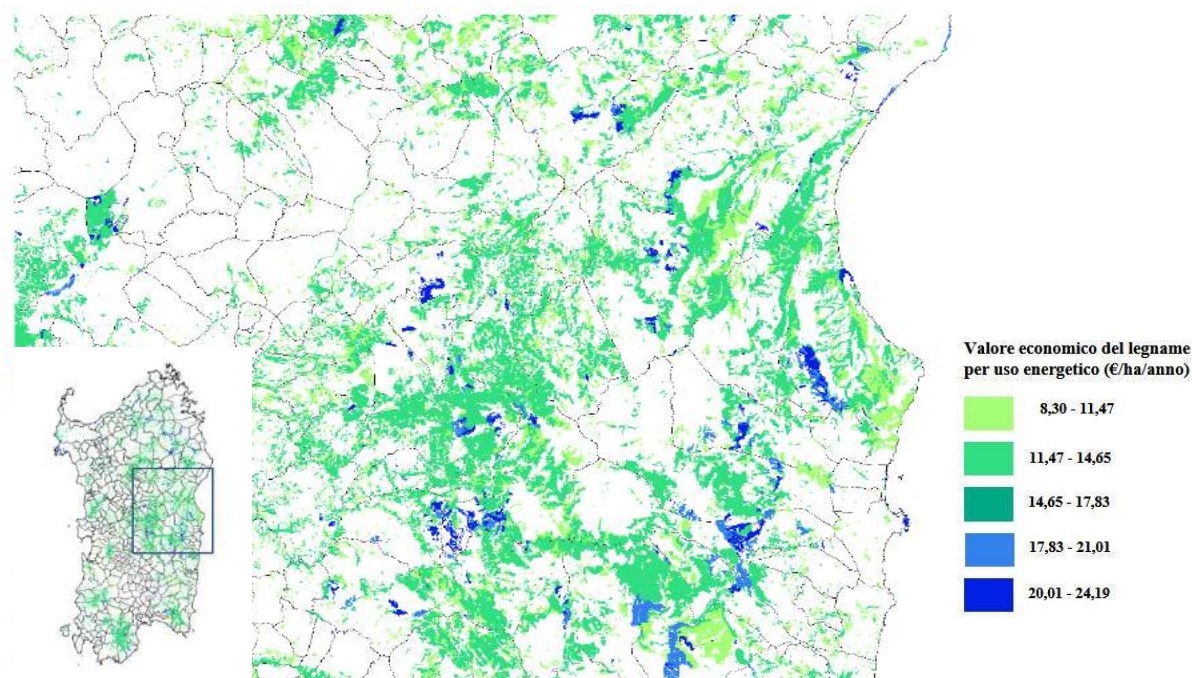 Valore economico del legname
per uso energetico (€/ha/anno)
8,30 - 11,47
11,47 - 14,65
14,65 - 17,83
17,83 - 21,01
20,01 - 24,19